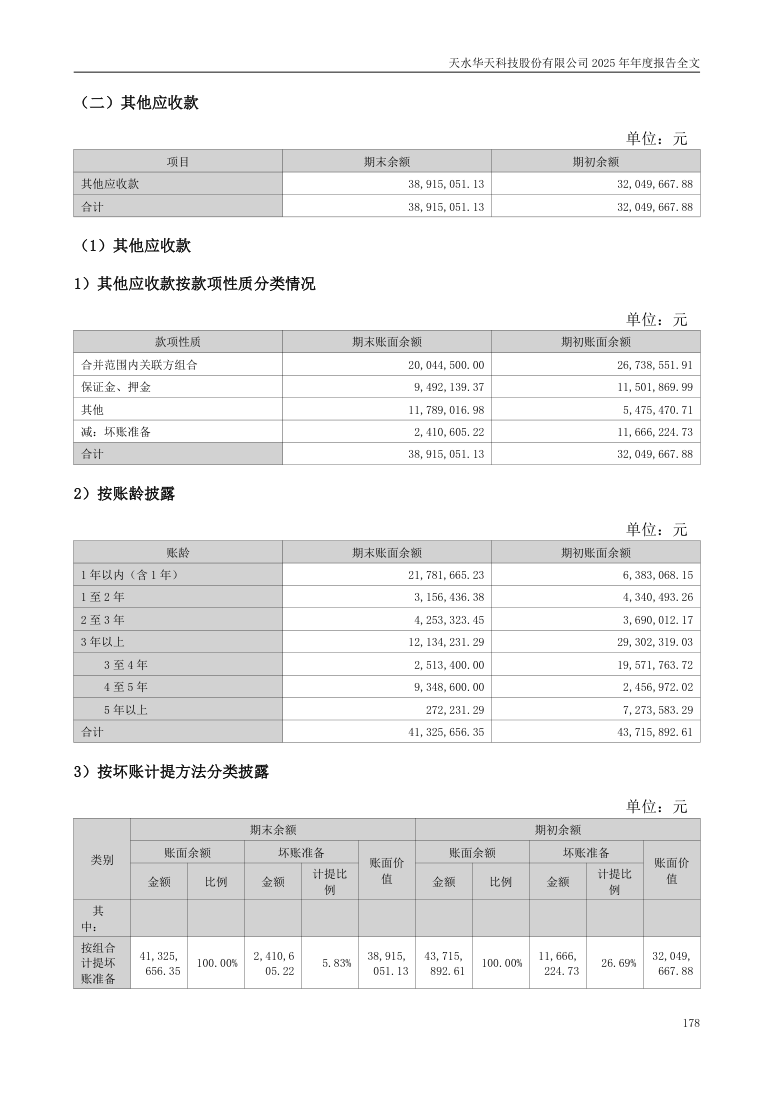 天水华天科技股份有限公司 2025 年年度报告全文
（二）其他应收款
单位：元
项目 期末余额 期初余额
其他应收款 38,915,051.13 32,049,667.88
合计 38,915,051.13 32,049,667.88
（1）其他应收款
1）其他应收款按款项性质分类情况
单位：元
款项性质 期末账面余额 期初账面余额
合并范围内关联方组合 20,044,500.00 26,738,551.91
保证金、押金 9,492,139.37 11,501,869.99
其他 11,789,016.98 5,475,470.71
减：坏账准备 2,410,605.22 11,666,224.73
合计 38,915,051.13 32,049,667.88
2）按账龄披露
单位：元
账龄 期末账面余额 期初账面余额
1 年以内（含 1 年） 21,781,665.23 6,383,068.15
1 至 2 年 3,156,436.38 4,340,493.26
2 至 3 年 4,253,323.45 3,690,012.17
3 年以上 12,134,231.29 29,302,319.03
3 至 4 年 2,513,400.00 19,571,763.72
4 至 5 年 9,348,600.00 2,456,972.02
5 年以上 272,231.29 7,273,583.29
合计 41,325,656.35 43,715,892.61
3）按坏账计提方法分类披露
单位：元
类别 期末余额 期初余额
账面余额 坏账准备 账面价值 账面余额 坏账准备 账面价值
金额 比例 金额 计提比例 金额 比例 金额 计提比例
其中：
按组合计提坏账准备 41,325,656.35 100.00% 2,410,605.22 5.83% 38,915,051.13 43,715,892.61 100.00% 11,666,224.73 26.69% 32,049,667.88
178